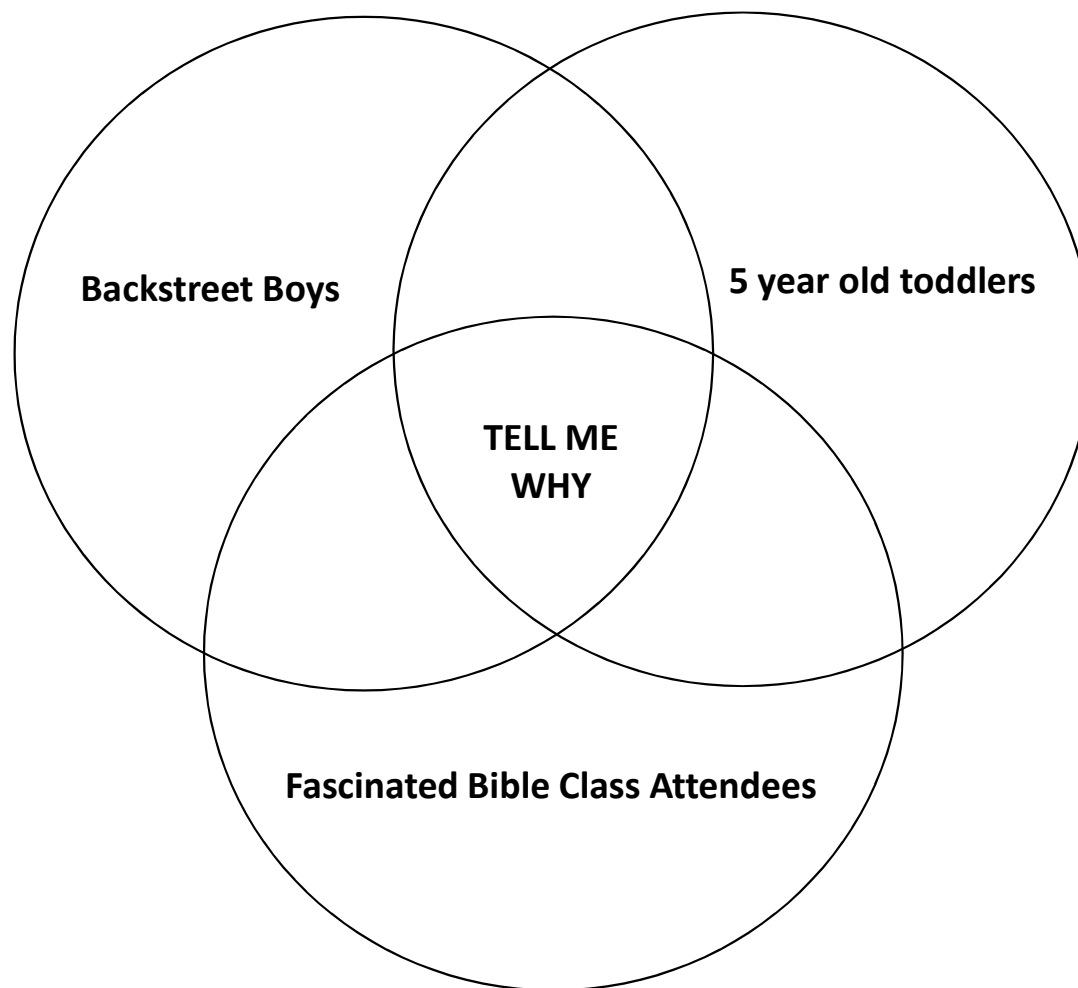 Backstreet Boys
5 year old toddlers
TELL ME
WHY
Fascinated Bible Class Attendees